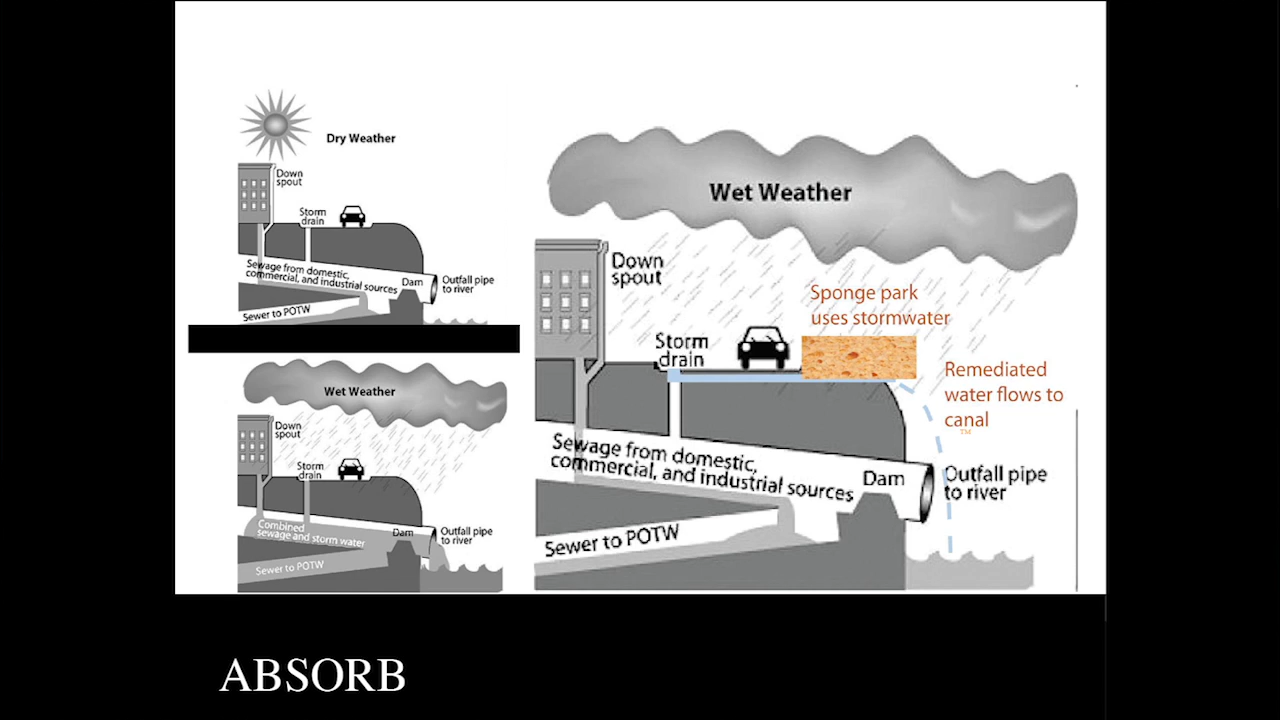 Dry Weather
Down
spout
Storm
drain
Sewage from domestic,
commercial, and industrial sources
Dam
Outfall pipe
to river
Sewer to POTW
Wet Weather
Down
spout
Storm
drain
Combined
sewage and storm water
Dam
Outfall pipe
to river
Sewer to POTW
Wet Weather
Down
spout
Sponge park
uses stormwater
Storm
drain
Remediated
water flows to
canal
TM
Sewage from domestic,
commercial, and industrial sources
Dam
Outfall pipe
to river
Sewer to POTW
ABSORB